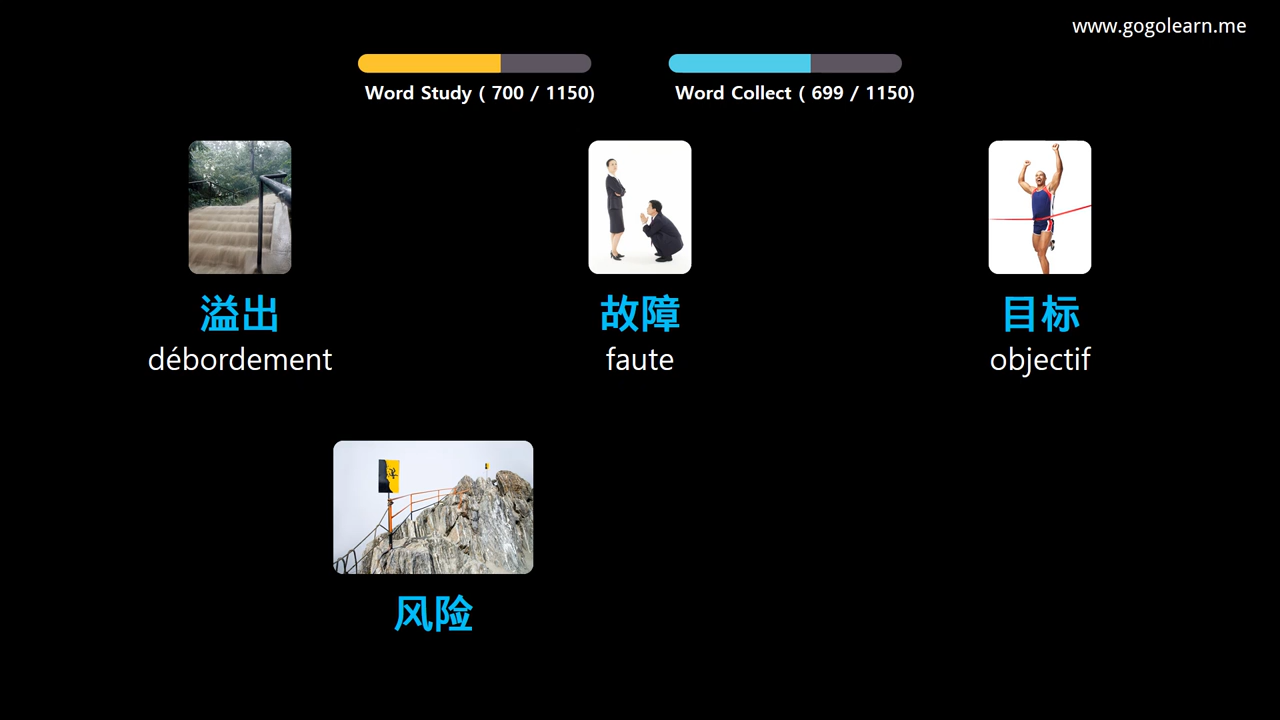 www.gogolearn.me
Word Study ( 700 / 1150)
Word Collect ( 699 / 1150)
溢出
débordement
故障
faute
目标
objectif
风险